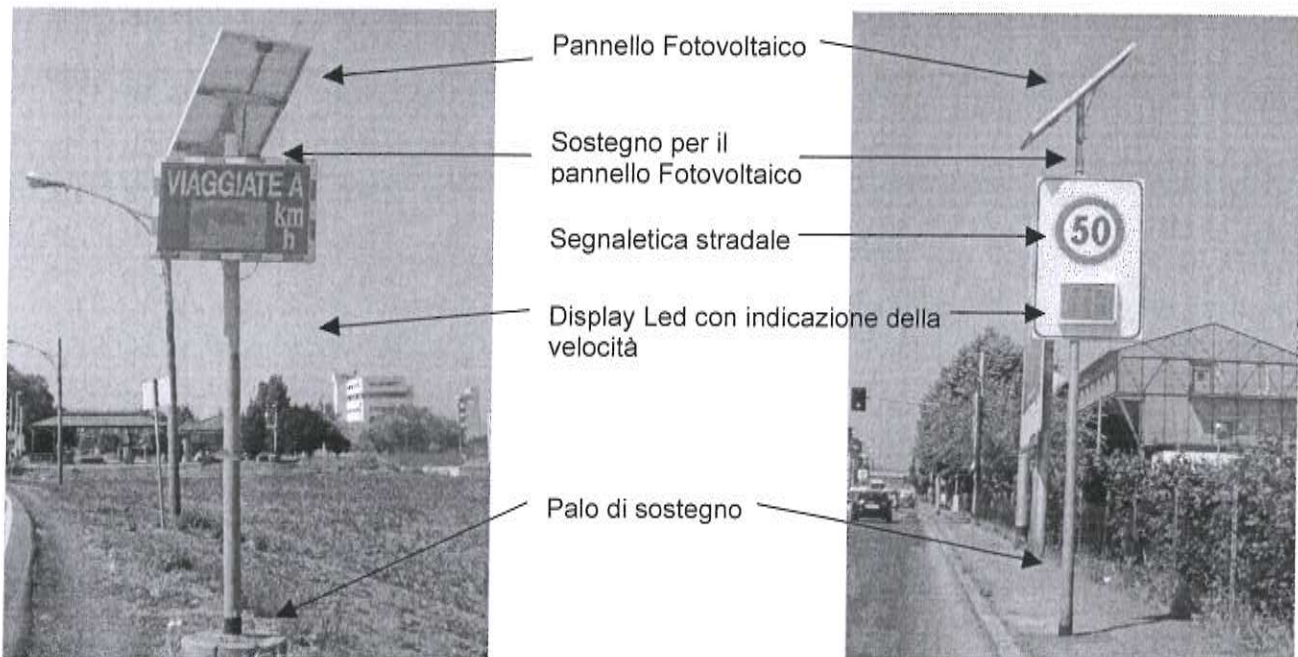 Pannello Fotovoltaico
Sostegno per il
pannello Fotovoltaico
Segnaletica stradale
Display Led con indicazione della
velocità
Palo di sostegno
VIAGGIATE A
km
h
50